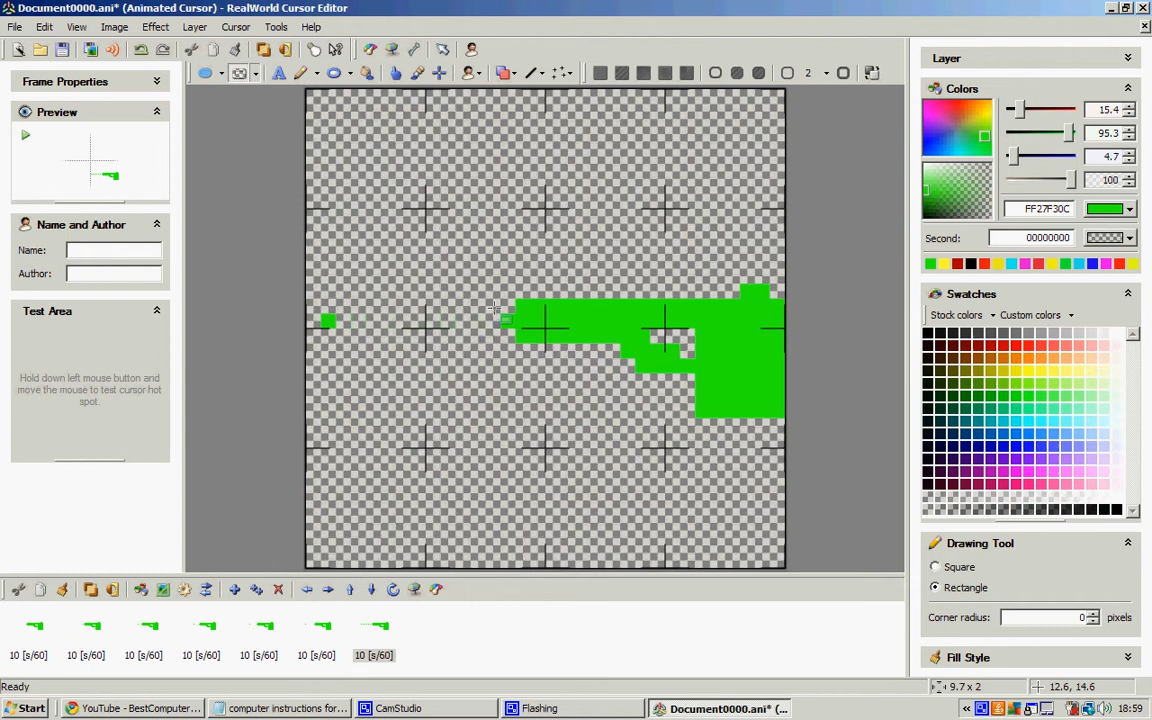 Document0000.ani* (Animated Cursor) - RealWorld Cursor Editor
File Edit View Image Effect Layer Cursor Tools Help
2
Frame Properties
Preview
Name and Author
Name:
Author:
Test Area
Hold down left mouse button and
move the mouse to test cursor hot
spot.
Layer
Colors
15.4
95.3
4.7
100
FF27F30C
Second: 00000000
Swatches
Stock colors Custom colors
Drawing Tool
Square
Rectangle
Corner radius: 0 pixels
Fill Style
10 [s/60] 10 [s/60] 10 [s/60] 10 [s/60] 10 [s/60] 10 [s/60] 10 [s/60]
Ready 9.7 x 2 12.6, 14.6
Start YouTube - BestComputer... computer instructions for... CamStudio Flashing Document0000.ani* (... 18:59